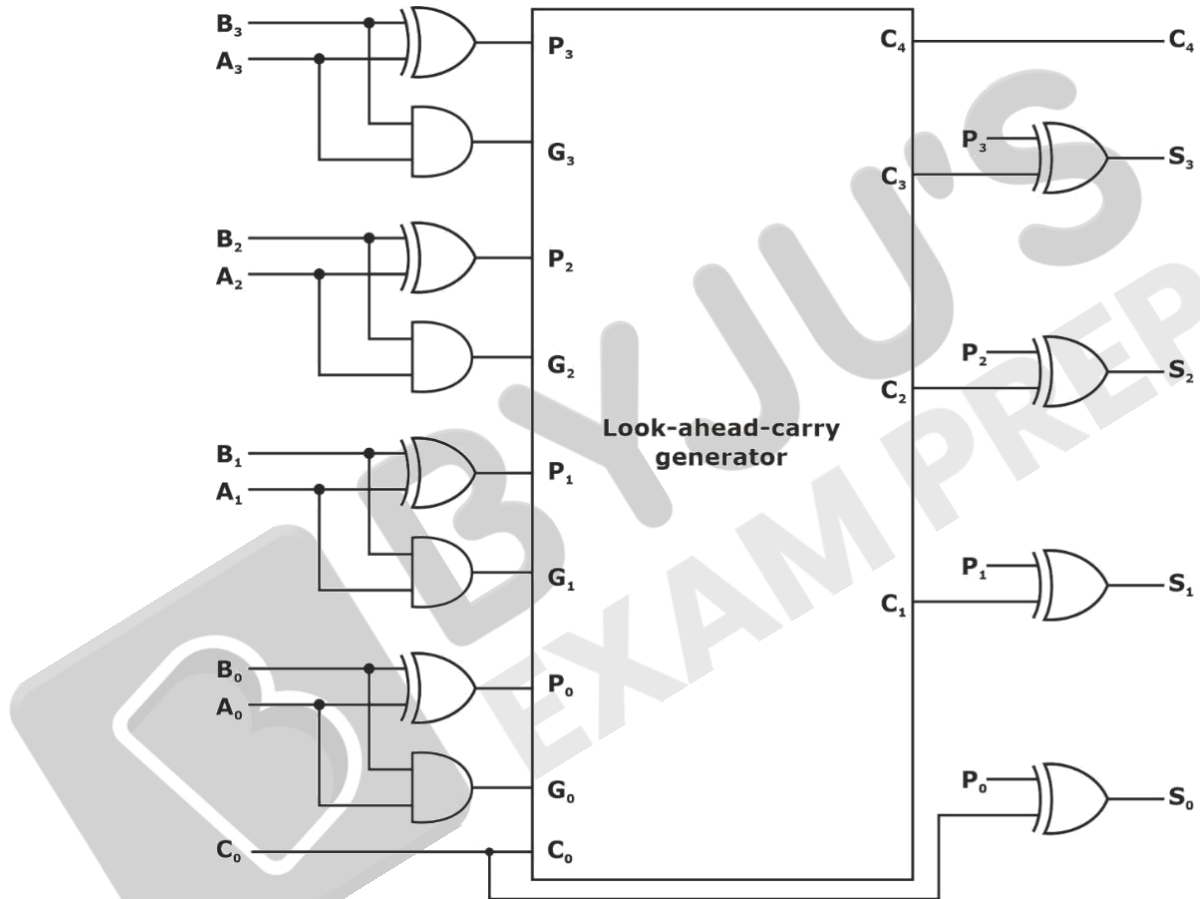 B₃
A₃
P₃
G₃
B₂
A₂
P₂
G₂
B₁
A₁
P₁
G₁
B₀
A₀
P₀
G₀
C₀
C₀
Look-ahead-carry
generator
C₄
C₄
P₃
C₃
S₃
P₂
C₂
S₂
P₁
C₁
S₁
P₀
S₀
BYJU'S
EXAM PREP